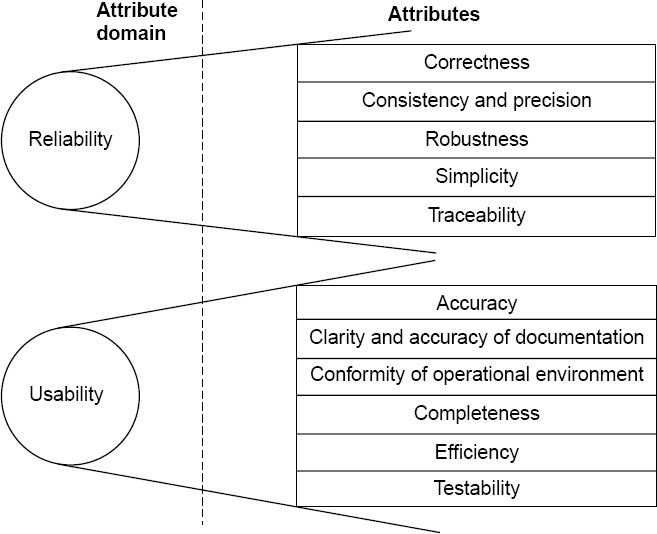 Attribute
domain
Attributes
Reliability
Correctness
Consistency and precision
Robustness
Simplicity
Traceability
Usability
Accuracy
Clarity and accuracy of documentation
Conformity of operational environment
Completeness
Efficiency
Testability